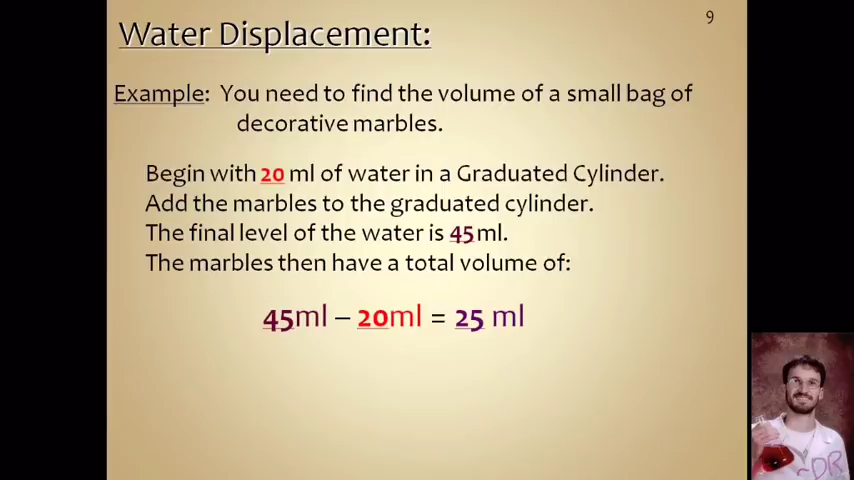 9
Water Displacement:
Example: You need to find the volume of a small bag of
decorative marbles.
Begin with 20 ml of water in a Graduated Cylinder.
Add the marbles to the graduated cylinder.
The final level of the water is 45 ml.
The marbles then have a total volume of:
45ml – 20ml = 25 ml
~DR